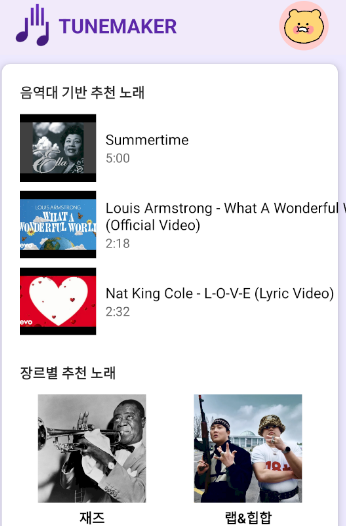 TUNEMAKER
음역대 기반 추천 노래
Ella
Summertime
5:00
LOUIS ARMSTRONG
WHAT A
WONDERFUL WORLD
Louis Armstrong - What A Wonderful
(Official Video)
2:18
evo
Nat King Cole - L-O-V-E (Lyric Video)
2:32
장르별 추천 노래
재즈
랩&힙합